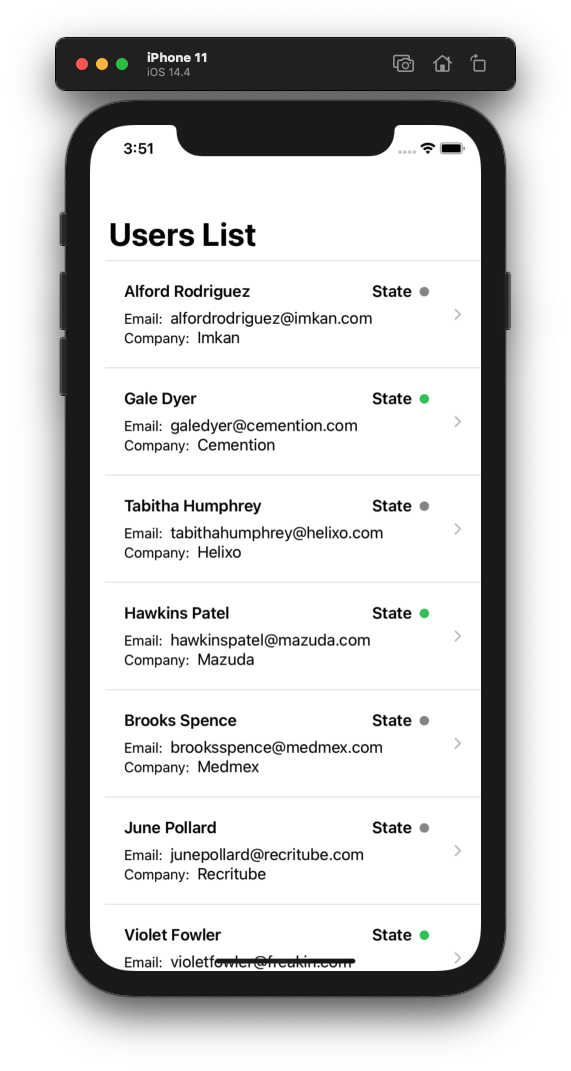 iPhone 11
iOS 14.4
3:51
Users List
Alford Rodriguez State
Email: alfordrodriguez@imkan.com
Company: Imkan
Gale Dyer State
Email: galedyer@cemention.com
Company: Cemention
Tabitha Humphrey State
Email: tabithahumphrey@helixo.com
Company: Helixo
Hawkins Patel State
Email: hawkinspatel@mazuda.com
Company: Mazuda
Brooks Spence State
Email: brooksspence@medmex.com
Company: Medmex
June Pollard State
Email: junepollard@recritube.com
Company: Recritube
Violet Fowler State
Email: violetfowler@freakin.com